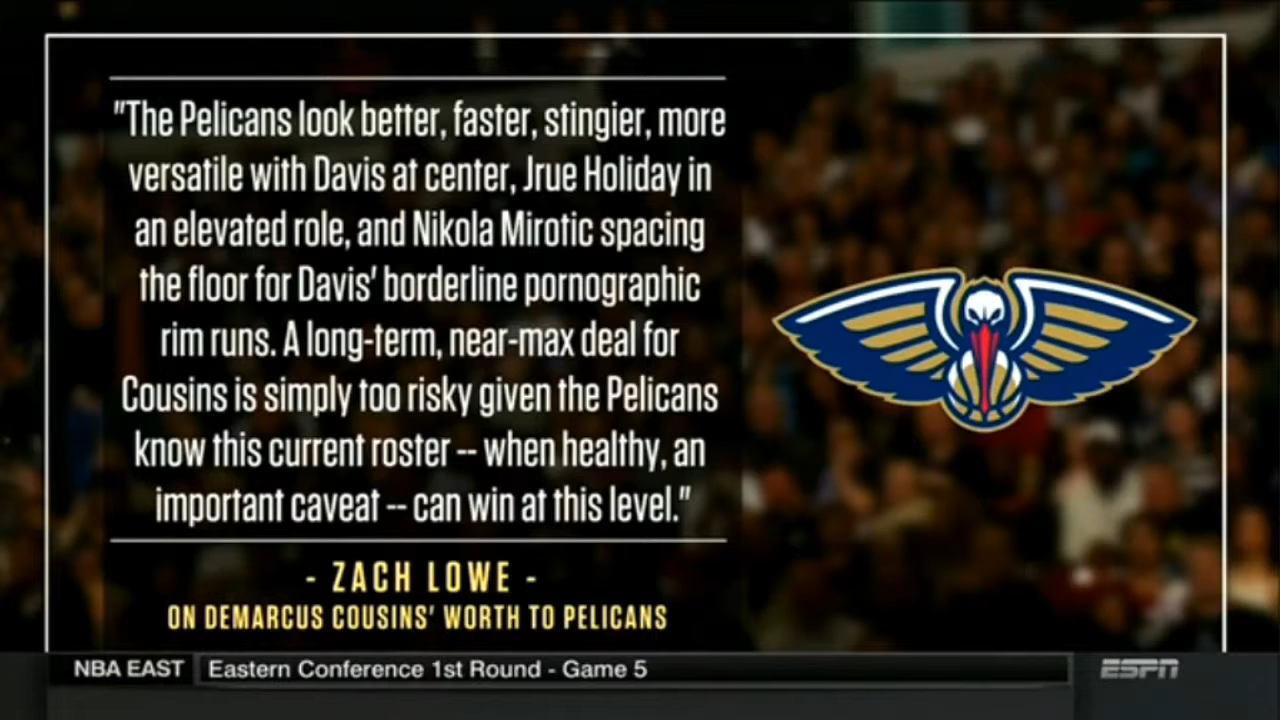 "The Pelicans look better, faster, stingier, more
versatile with Davis at center, Jrue Holiday in
an elevated role, and Nikola Mirotic spacing
the floor for Davis' borderline pornographic
rim runs. A long-term, near-max deal for
Cousins is simply too risky given the Pelicans
know this current roster -- when healthy, an
important caveat -- can win at this level."
- ZACH LOWE -
ON DEMARCUS COUSINS' WORTH TO PELICANS
NBA EAST Eastern Conference 1st Round - Game 5 ESPN